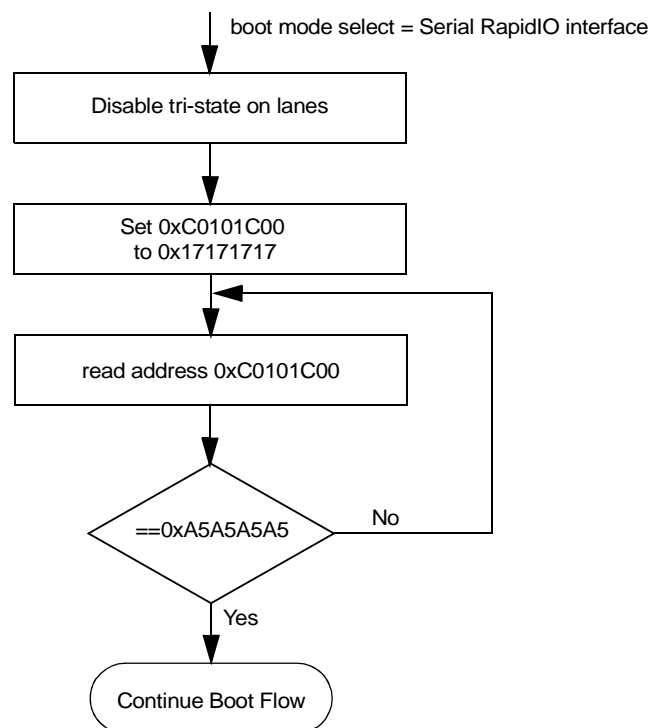 boot mode select = Serial RapidIO interface
Disable tri-state on lanes
Set 0xC0101C00
to 0x17171717
read address 0xC0101C00
==0xA5A5A5A5
No
Yes
Continue Boot Flow